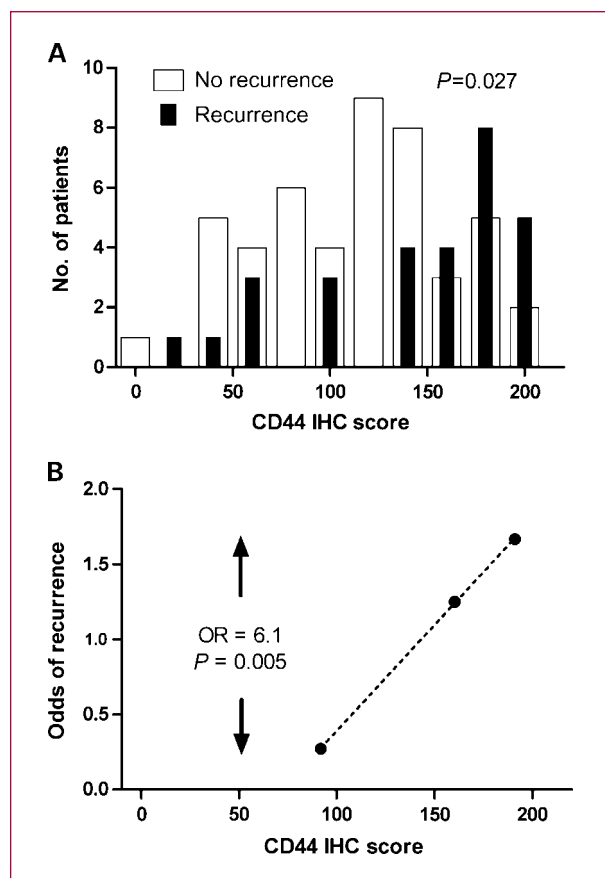 A
10
8
6
4
2
0
No. of patients
No recurrence
Recurrence
P=0.027
0 50 100 150 200
CD44 IHC score
B
2.0
1.5
1.0
0.5
0.0
Odds of recurrence
OR = 6.1
P = 0.005
0 50 100 150 200
CD44 IHC score